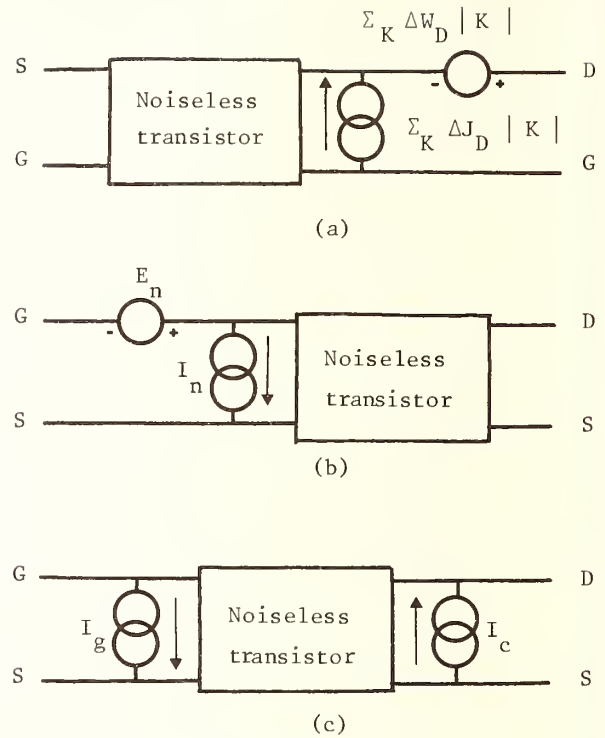 Σ_K ΔW_D | K |
S
D
- +
Noiseless
transistor
Σ_K ΔJ_D | K |
G
G
(a)
E_n
G
D
- +
Noiseless
transistor
I_n
S
S
(b)
G
D
Noiseless
transistor
I_g
I_c
S
S
(c)